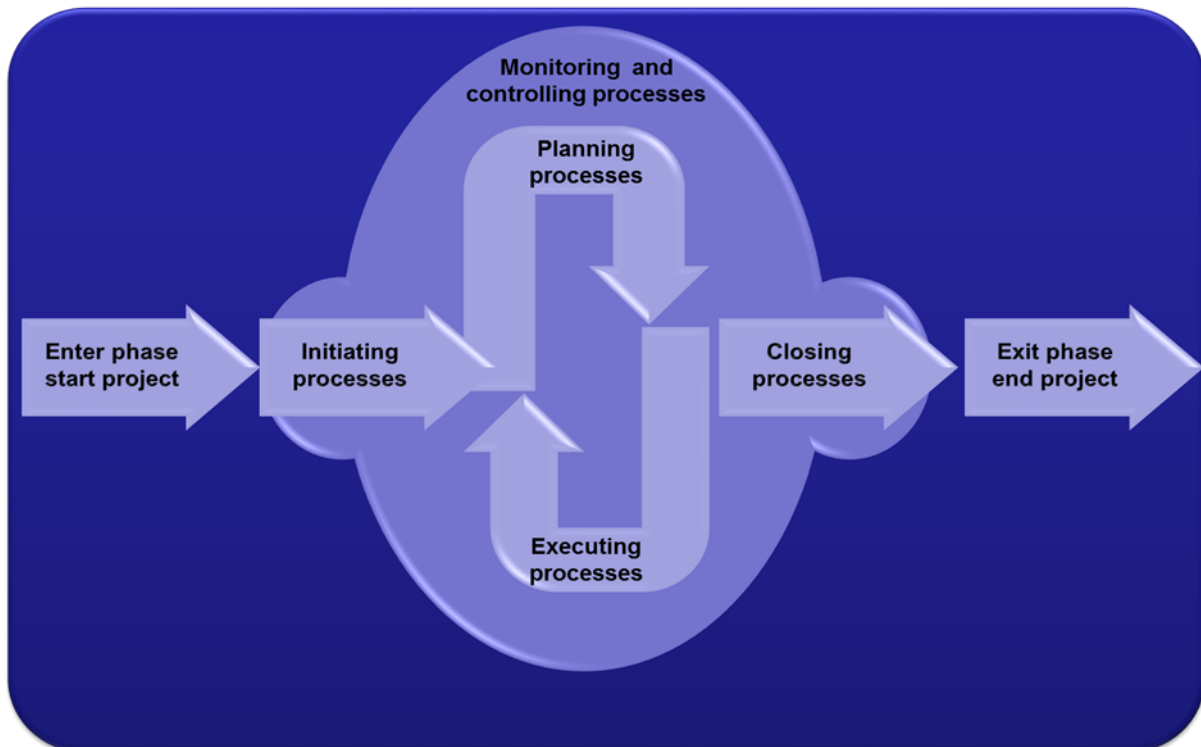 Monitoring and
controlling processes
Planning
processes
Enter phase
start project
Initiating
processes
Closing
processes
Exit phase
end project
Executing
processes